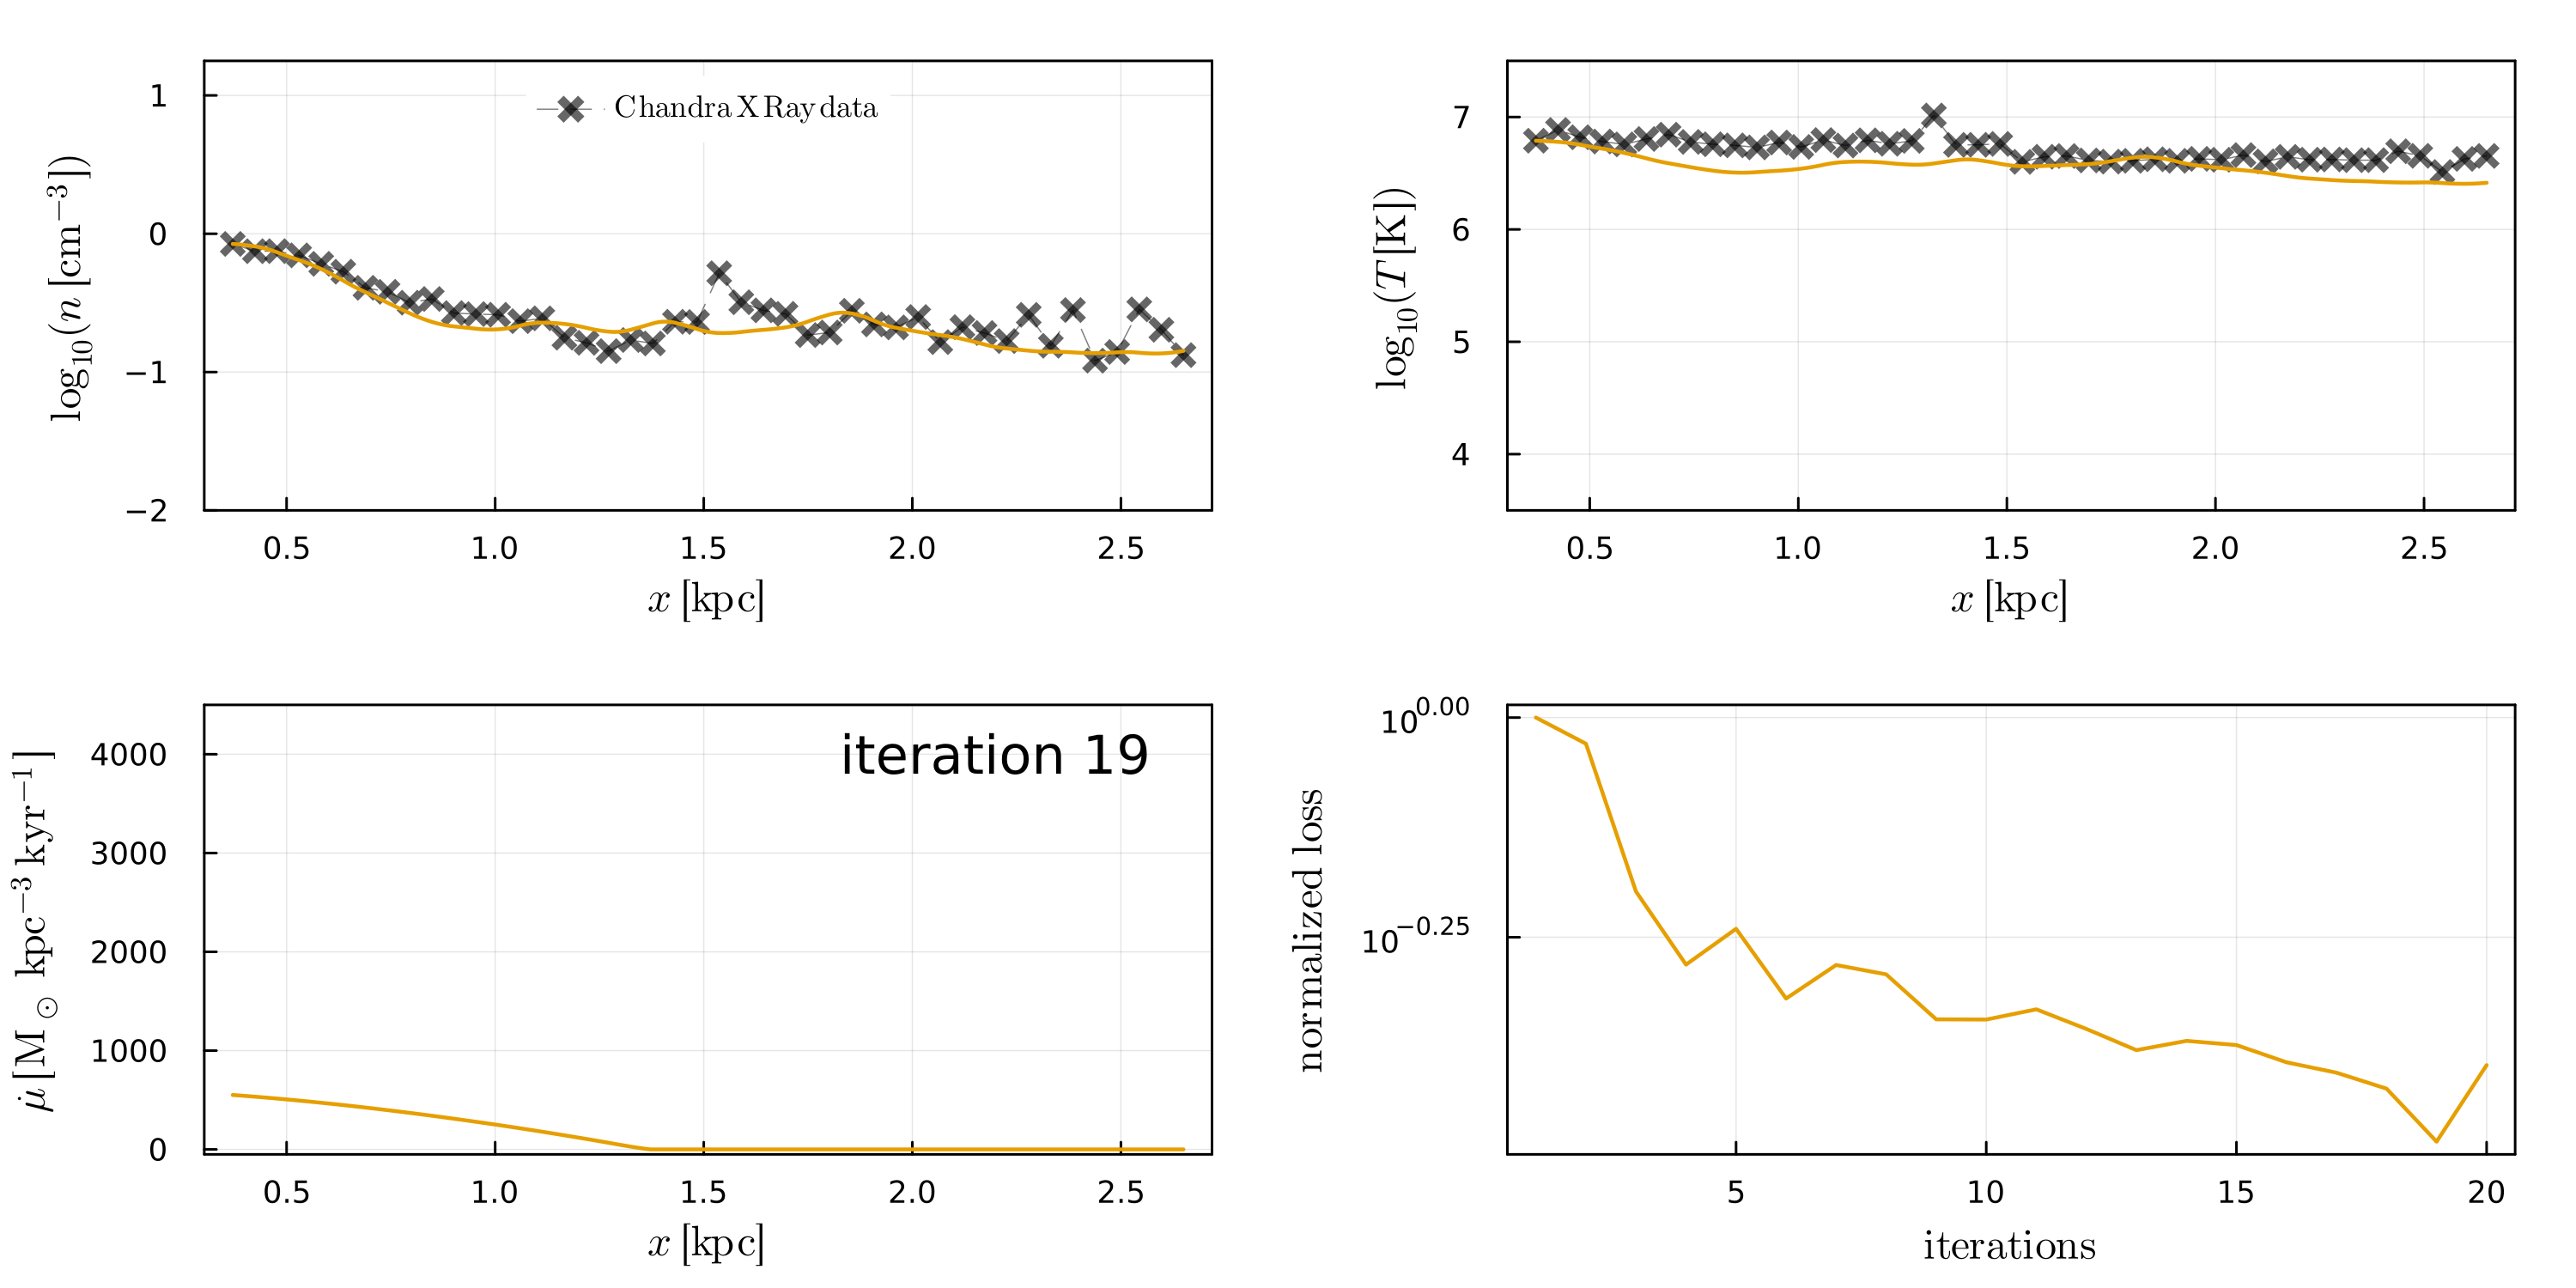 log₁₀(n [cm⁻³])
1
0
−1
−2
Chandra X Ray data
0.5 1.0 1.5 2.0 2.5
x [kpc]
log₁₀(T [K])
7
6
5
4
0.5 1.0 1.5 2.0 2.5
x [kpc]
μ̇ [M⊙ kpc⁻³ kyr⁻¹]
4000
3000
2000
1000
0
iteration 19
0.5 1.0 1.5 2.0 2.5
x [kpc]
normalized loss
10⁰·⁰⁰
10⁻⁰·²⁵
5 10 15 20
iterations